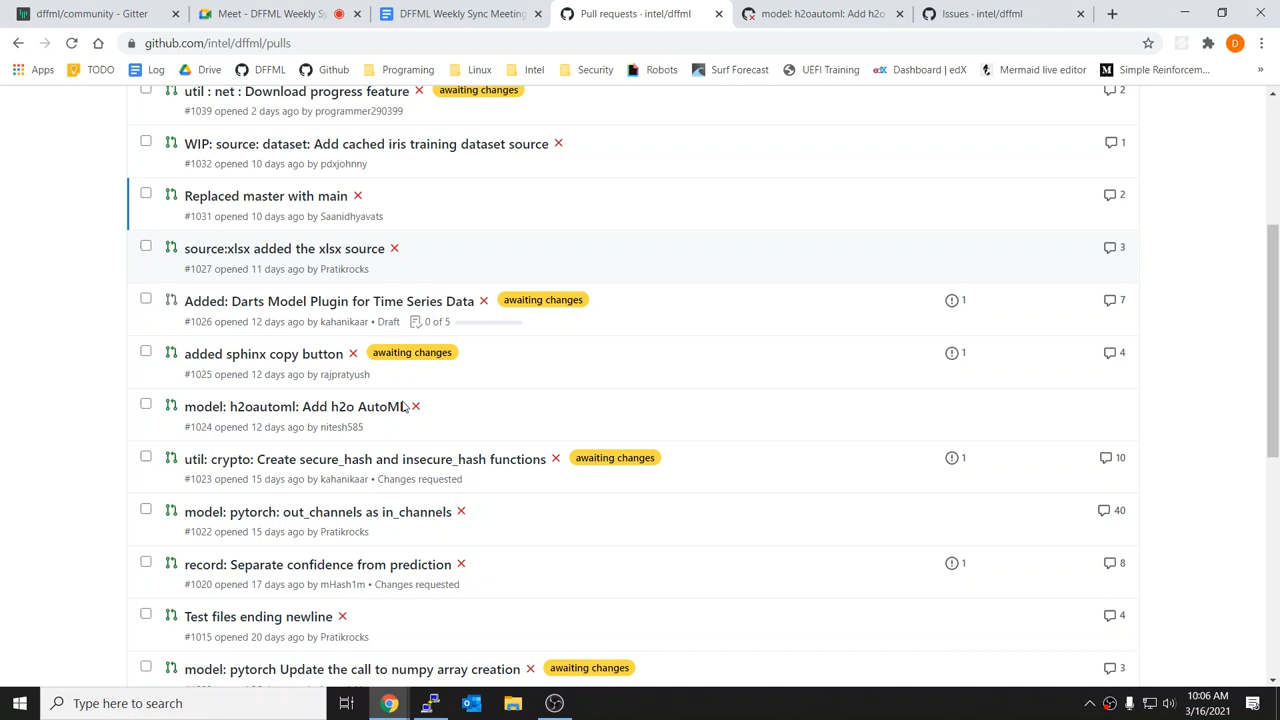 dffml/community - Gitter
Meet - DFFML Weekly Sy
DFFML Weekly Sync Meeting
Pull requests · intel/dffml
model: h2oautoml: Add h2o
Issues · intel/dffml
github.com/intel/dffml/pulls
D
Apps
TODO
Log
Drive
DFFML
Github
Programing
Linux
Intel
Security
Robots
Surf Forecast
UEFI Training
Dashboard | edX
Mermaid live editor
Simple Reinforcem...
»
util : net : Download progress feature
awaiting changes
2
#1039 opened 2 days ago by programmer290399
WIP: source: dataset: Add cached iris training dataset source
1
#1032 opened 10 days ago by pdxjohnny
Replaced master with main
2
#1031 opened 10 days ago by Saanidhyavats
source:xlsx added the xlsx source
3
#1027 opened 11 days ago by Pratikrocks
Added: Darts Model Plugin for Time Series Data
awaiting changes
1
7
#1026 opened 12 days ago by kahanikaar • Draft
0 of 5
added sphinx copy button
awaiting changes
1
4
#1025 opened 12 days ago by rajpratyush
model: h2oautoml: Add h2o AutoML
#1024 opened 12 days ago by nitesh585
util: crypto: Create secure_hash and insecure_hash functions
awaiting changes
1
10
#1023 opened 15 days ago by kahanikaar • Changes requested
model: pytorch: out_channels as in_channels
40
#1022 opened 15 days ago by Pratikrocks
record: Separate confidence from prediction
1
8
#1020 opened 17 days ago by mHash1m • Changes requested
Test files ending newline
4
#1015 opened 20 days ago by Pratikrocks
model: pytorch Update the call to numpy array creation
awaiting changes
3
Type here to search
10:06 AM
3/16/2021